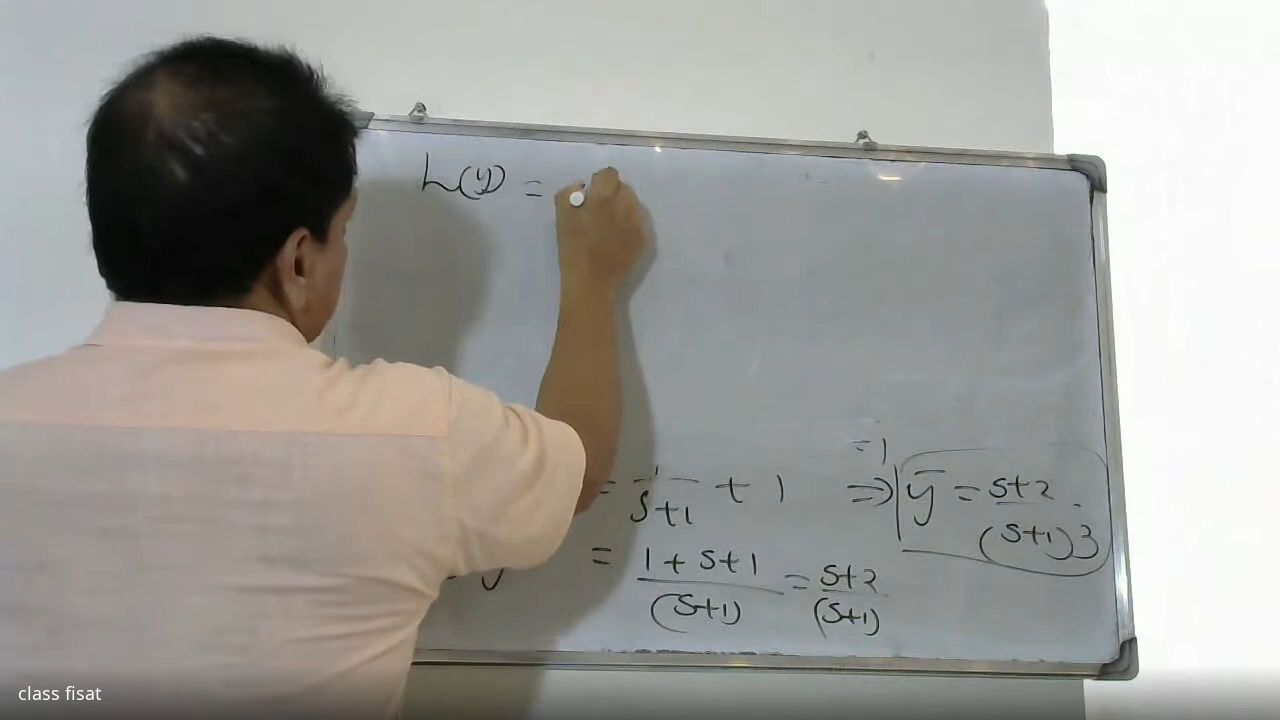 L(y) =
= 1
= 1/(s+1) + 1 ⇒ ȳ = (s+2)/(s+1)3
y = (1 + s + 1)/(s+1) = (s+2)/(s+1)
class fisat